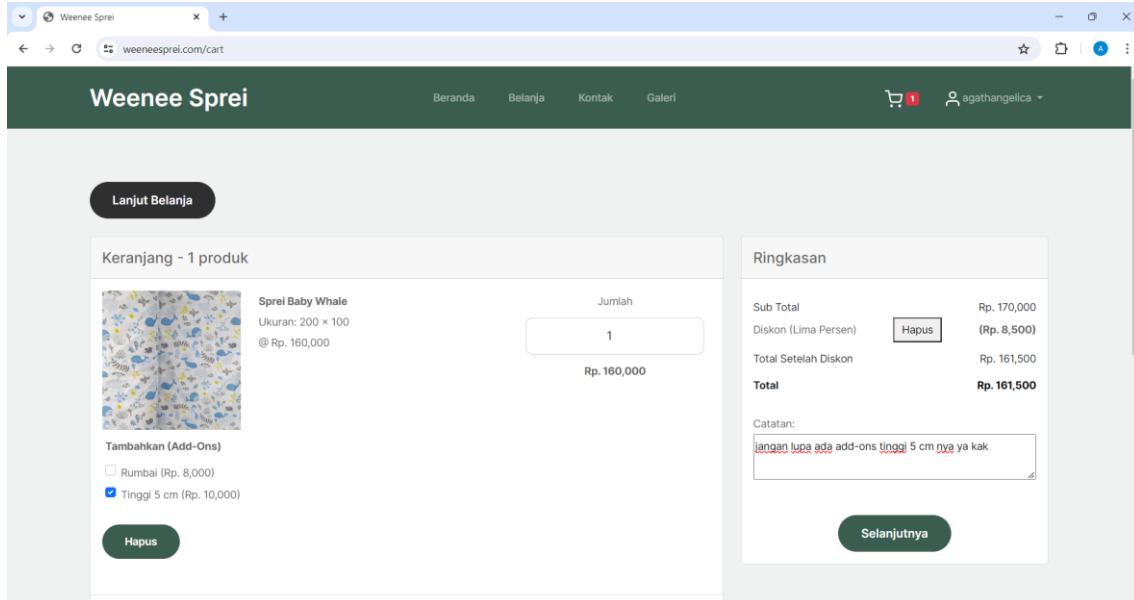 Weenee Sprei
weeneesprei.com/cart
A
Weenee Sprei
Beranda Belanja Kontak Galeri
1
agathangelica
Lanjut Belanja
Keranjang - 1 produk
Sprei Baby Whale
Ukuran: 200 × 100
@ Rp. 160,000
Jumlah
1
Rp. 160,000
Tambahkan (Add-Ons)
Rumbai (Rp. 8,000)
Tinggi 5 cm (Rp. 10,000)
Hapus
Ringkasan
Sub Total Rp. 170,000
Diskon (Lima Persen) Hapus (Rp. 8,500)
Total Setelah Diskon Rp. 161,500
Total Rp. 161,500
Catatan:
jangan lupa ada add-ons tinggi 5 cm nya ya kak
Selanjutnya